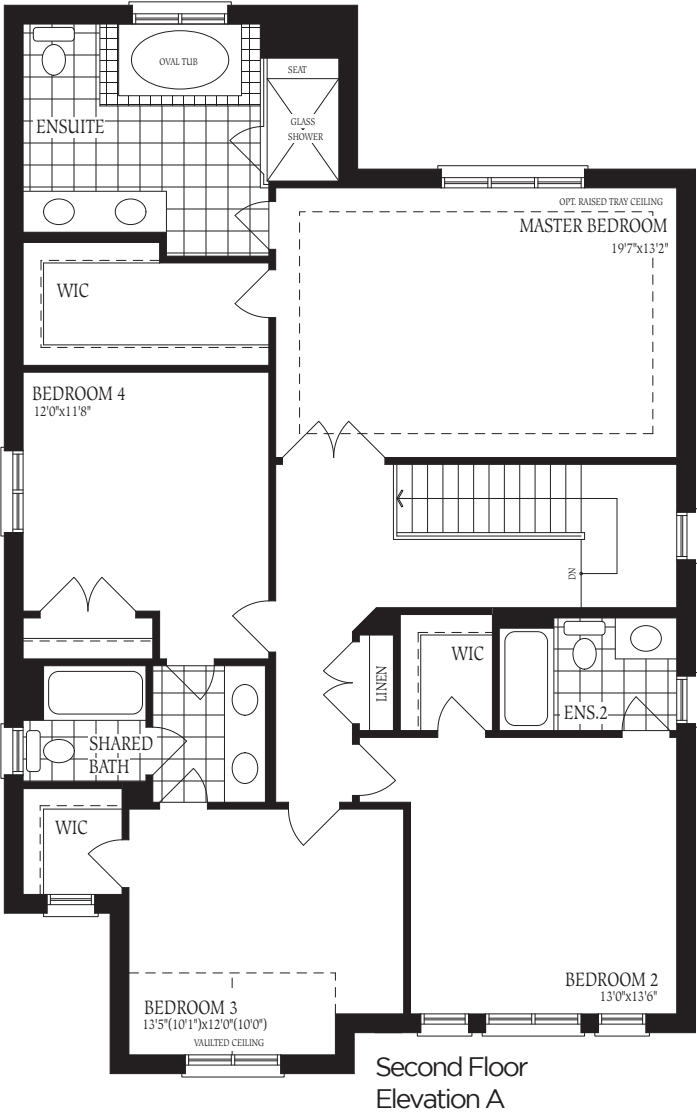 OVAL TUB
SEAT
GLASS
SHOWER
ENSUITE
OPT. RAISED TRAY CEILING
MASTER BEDROOM
19'7"x13'2"
WIC
BEDROOM 4
12'0"x11'8"
DN
LINEN
WIC
ENS.2
SHARED
BATH
WIC
BEDROOM 2
13'0"x13'6"
BEDROOM 3
13'5"(10'1")x12'0"(10'0")
VAULTED CEILING
Second Floor
Elevation A